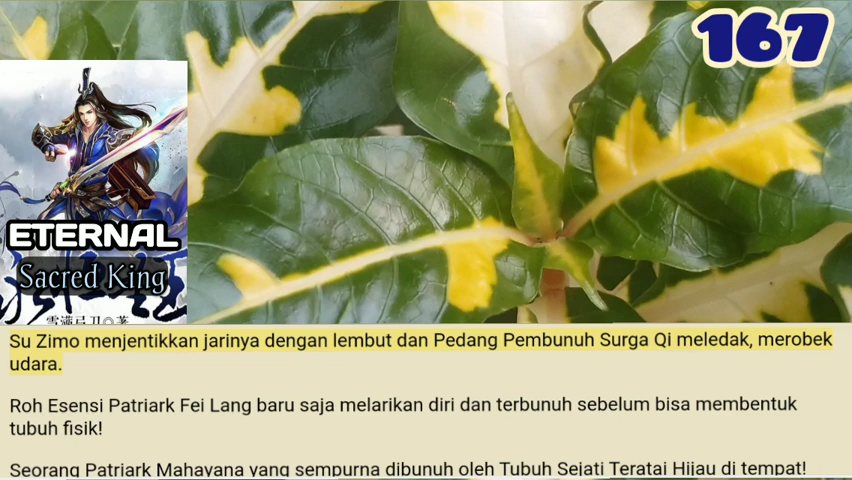 167
ETERNAL
Sacred King
Su Zimo menjentikkan jarinya dengan lembut dan Pedang Pembunuh Surga Qi meledak, merobek
udara.
Roh Esensi Patriark Fei Lang baru saja melarikan diri dan terbunuh sebelum bisa membentuk
tubuh fisik!
Seorang Patriark Mahayana yang sempurna dibunuh oleh Tubuh Sejati Teratai Hijau di tempat!